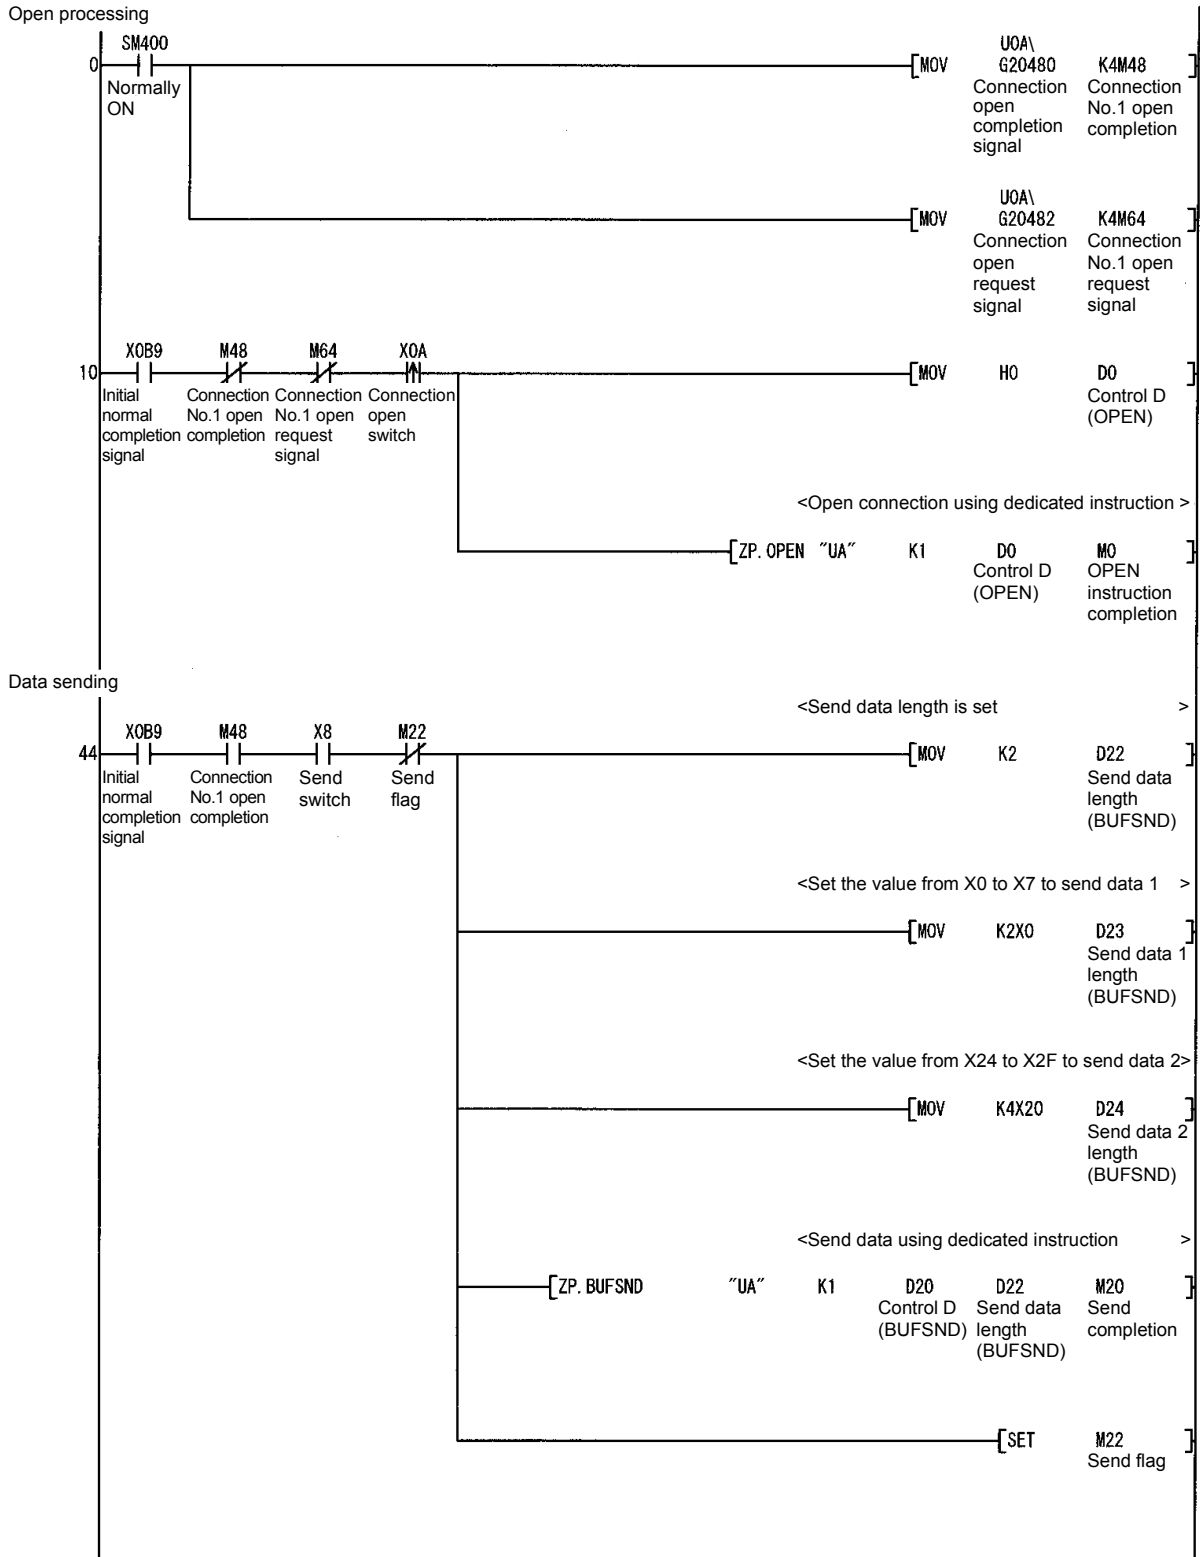 Open processing
SM400
0
Normally
ON
[MOV U0A\
G20480 K4M48 ]
Connection
open
completion
signal
Connection
No.1 open
completion
[MOV U0A\
G20482 K4M64 ]
Connection
open
request
signal
Connection
No.1 open
request
signal
10
X0B9 M48 M64 X0A
Initial
normal
completion
signal
Connection
No.1 open
completion
Connection
No.1 open
request
signal
Connection
open
switch
[MOV H0 D0 ]
Control D
(OPEN)
<Open connection using dedicated instruction >
[ZP.OPEN "UA" K1 D0 M0 ]
Control D
(OPEN)
OPEN
instruction
completion
Data sending
<Send data length is set >
44
X0B9 M48 X8 M22
Initial
normal
completion
signal
Connection
No.1 open
completion
Send
switch
Send
flag
[MOV K2 D22 ]
Send data
length
(BUFSND)
<Set the value from X0 to X7 to send data 1 >
[MOV K2X0 D23 ]
Send data 1
length
(BUFSND)
<Set the value from X24 to X2F to send data 2>
[MOV K4X20 D24 ]
Send data 2
length
(BUFSND)
<Send data using dedicated instruction >
[ZP.BUFSND "UA" K1 D20 D22 M20 ]
Control D
(BUFSND)
Send data
length
(BUFSND)
Send
completion
[SET M22 ]
Send flag